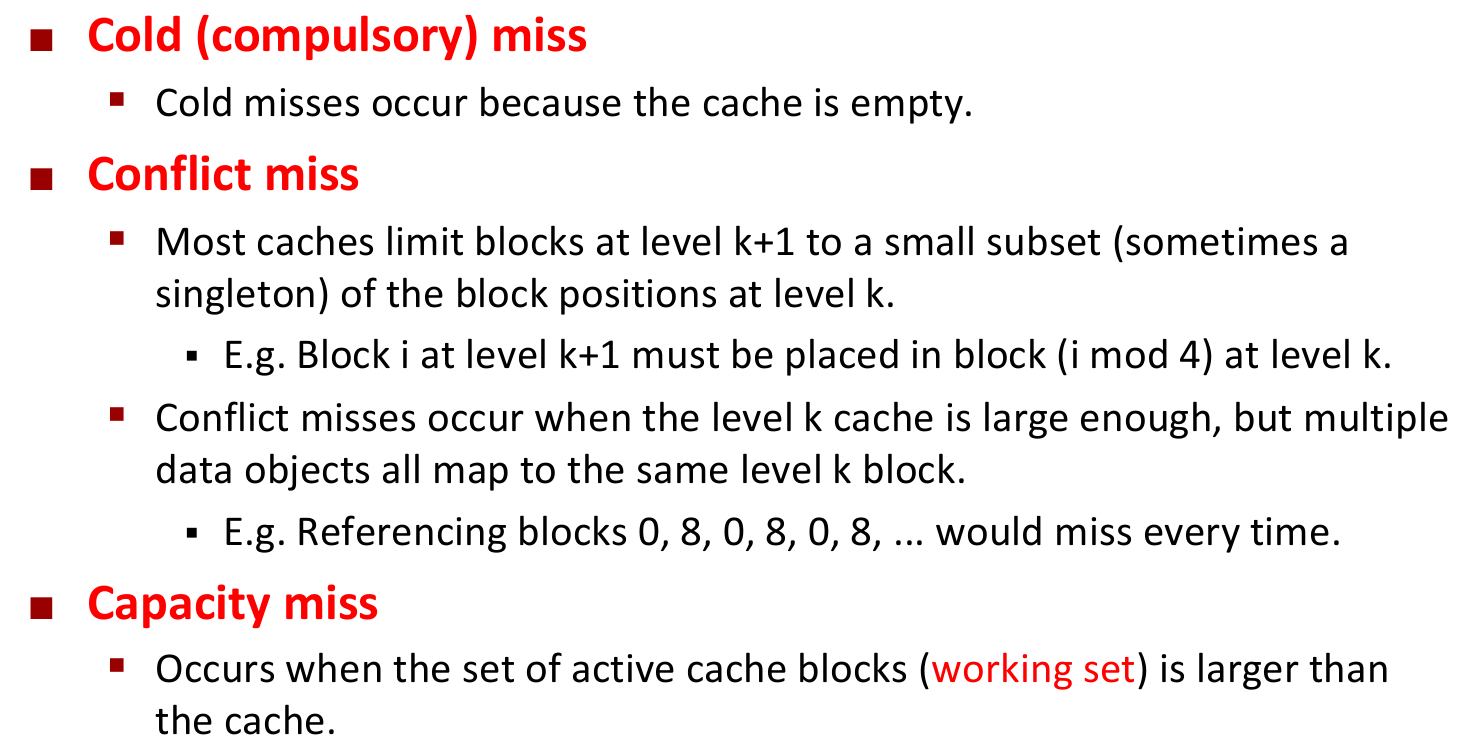 Cold (compulsory) miss
Cold misses occur because the cache is empty.
Conflict miss
Most caches limit blocks at level k+1 to a small subset (sometimes a
singleton) of the block positions at level k.
E.g. Block i at level k+1 must be placed in block (i mod 4) at level k.
Conflict misses occur when the level k cache is large enough, but multiple
data objects all map to the same level k block.
E.g. Referencing blocks 0, 8, 0, 8, 0, 8, ... would miss every time.
Capacity miss
Occurs when the set of active cache blocks (working set) is larger than
the cache.